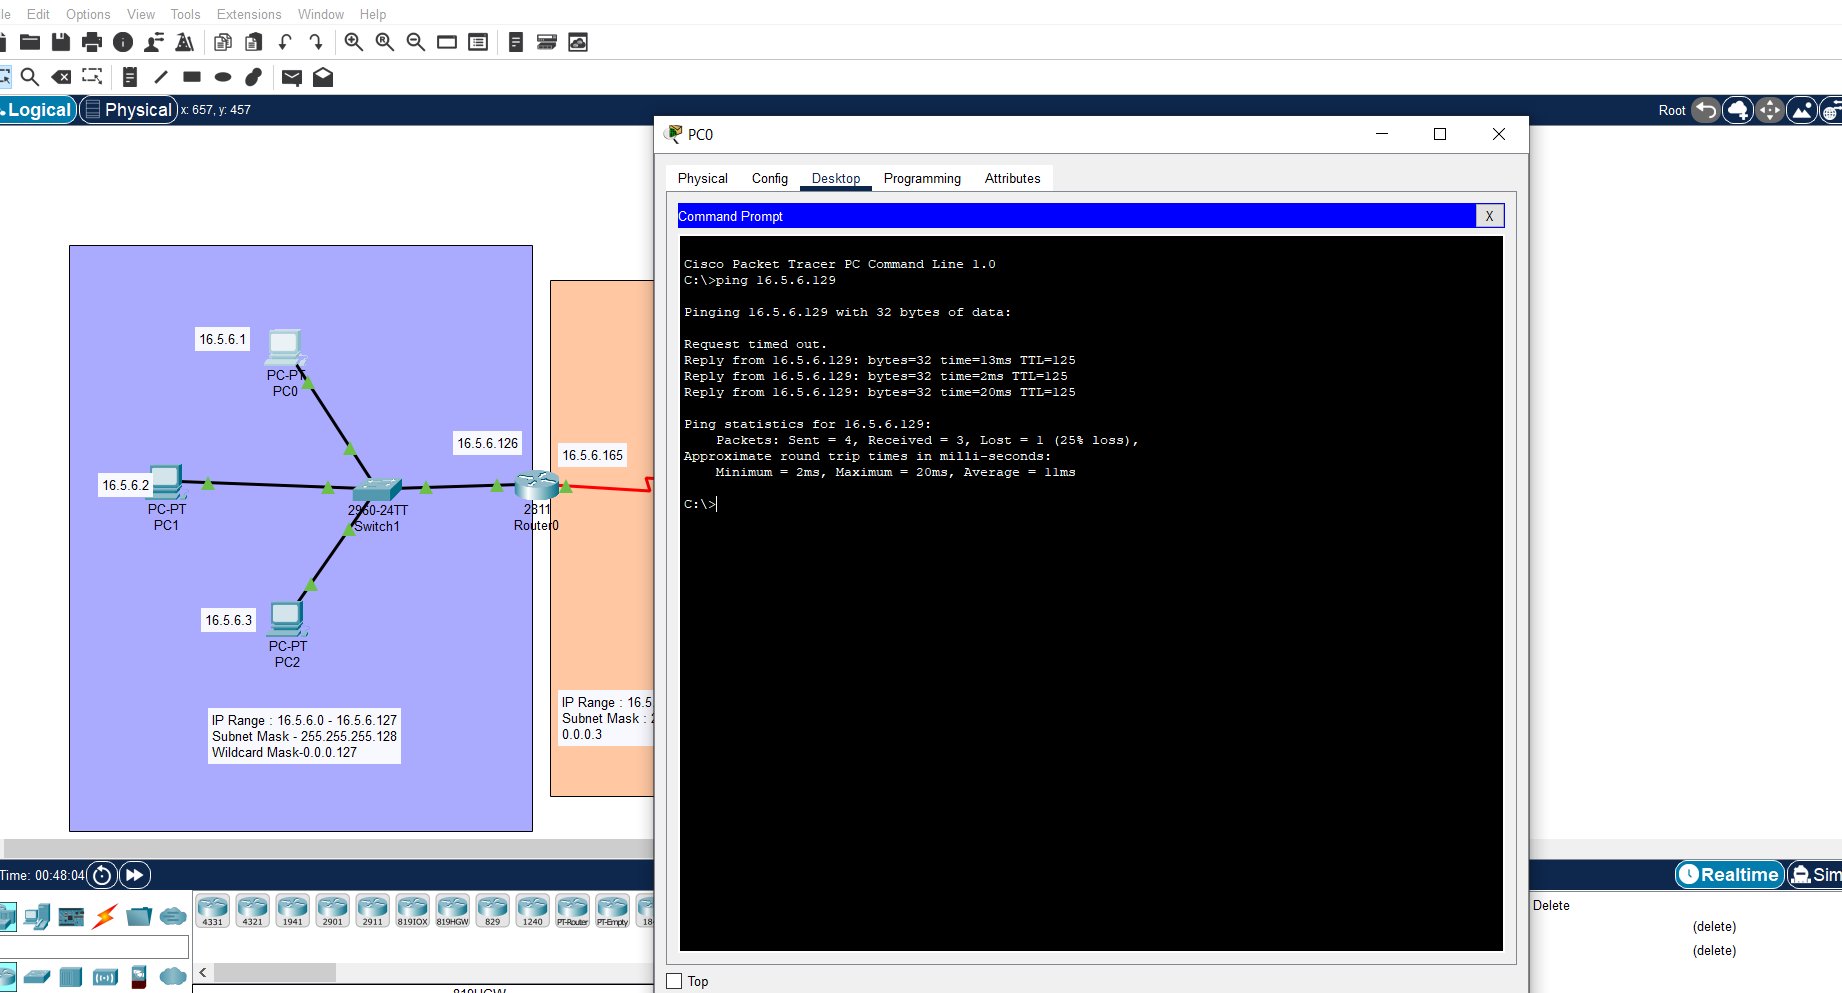 le Edit Options View Tools Extensions Window Help
Logical Physical x: 657, y: 457
Root
PC0
Physical Config Desktop Programming Attributes
Command Prompt X
Cisco Packet Tracer PC Command Line 1.0
C:\>ping 16.5.6.129
Pinging 16.5.6.129 with 32 bytes of data:
Request timed out.
Reply from 16.5.6.129: bytes=32 time=13ms TTL=125
Reply from 16.5.6.129: bytes=32 time=2ms TTL=125
Reply from 16.5.6.129: bytes=32 time=20ms TTL=125
Ping statistics for 16.5.6.129:
Packets: Sent = 4, Received = 3, Lost = 1 (25% loss),
Approximate round trip times in milli-seconds:
Minimum = 2ms, Maximum = 20ms, Average = 11ms
C:\>
16.5.6.1
PC-PT
PC0
16.5.6.126
16.5.6.165
16.5.6.2
PC-PT
PC1
2960-24TT
Switch1
2811
Router0
16.5.6.3
PC-PT
PC2
IP Range : 16.5.6.0 - 16.5.6.127
Subnet Mask - 255.255.255.128
Wildcard Mask-0.0.0.127
IP Range : 16.5
Subnet Mask : 2
0.0.0.3
Time: 00:48:04
Realtime Sim
4331 4321 1941 2901 2911 819IOX 819HGW 829 1240 PT-Router PT-Empty 18
Delete
(delete)
(delete)
<
819HGW
Top